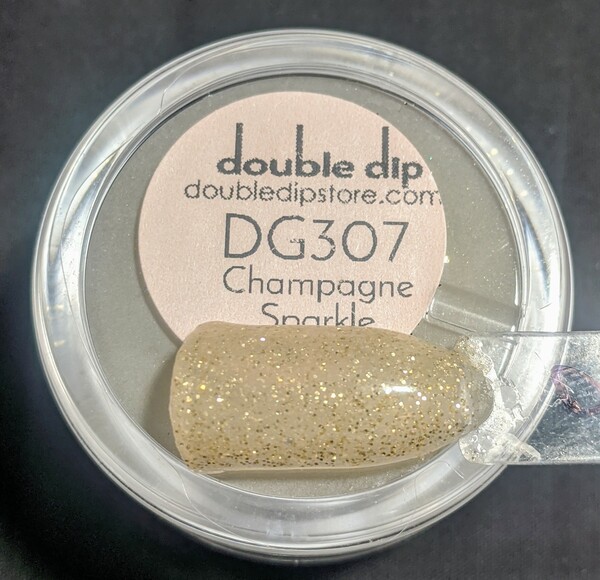 double dip
doubledipstore.com
DG307
Champagne
Sparkle